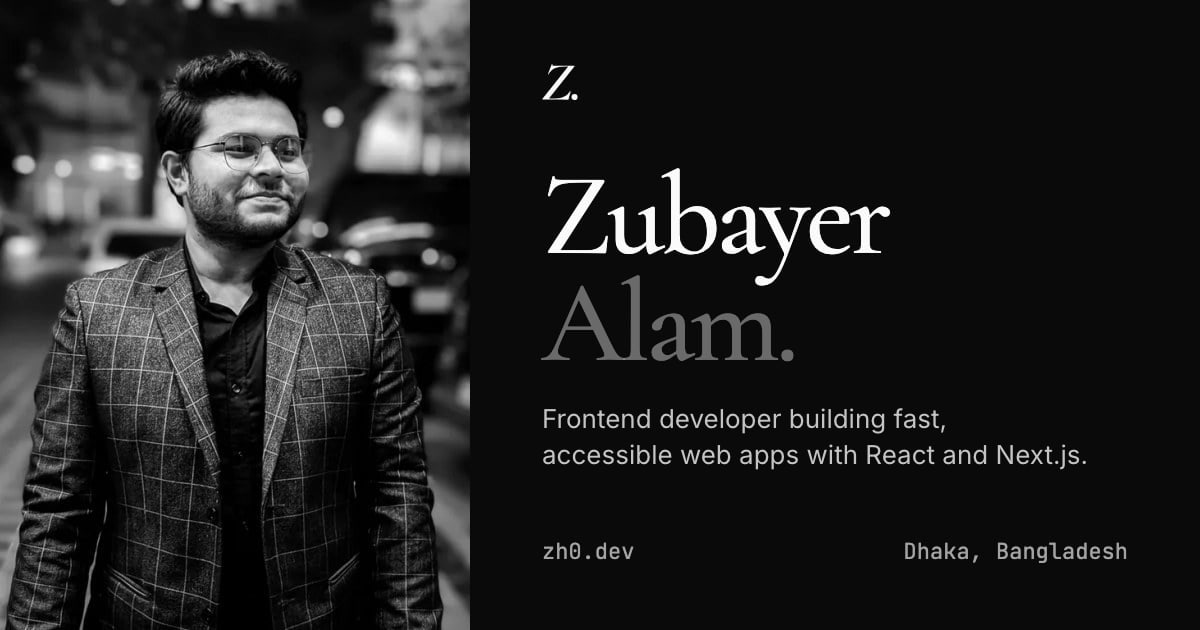 Z.
Zubayer
Alam.
Frontend developer building fast,
accessible web apps with React and Next.js.
zh0.dev
Dhaka, Bangladesh